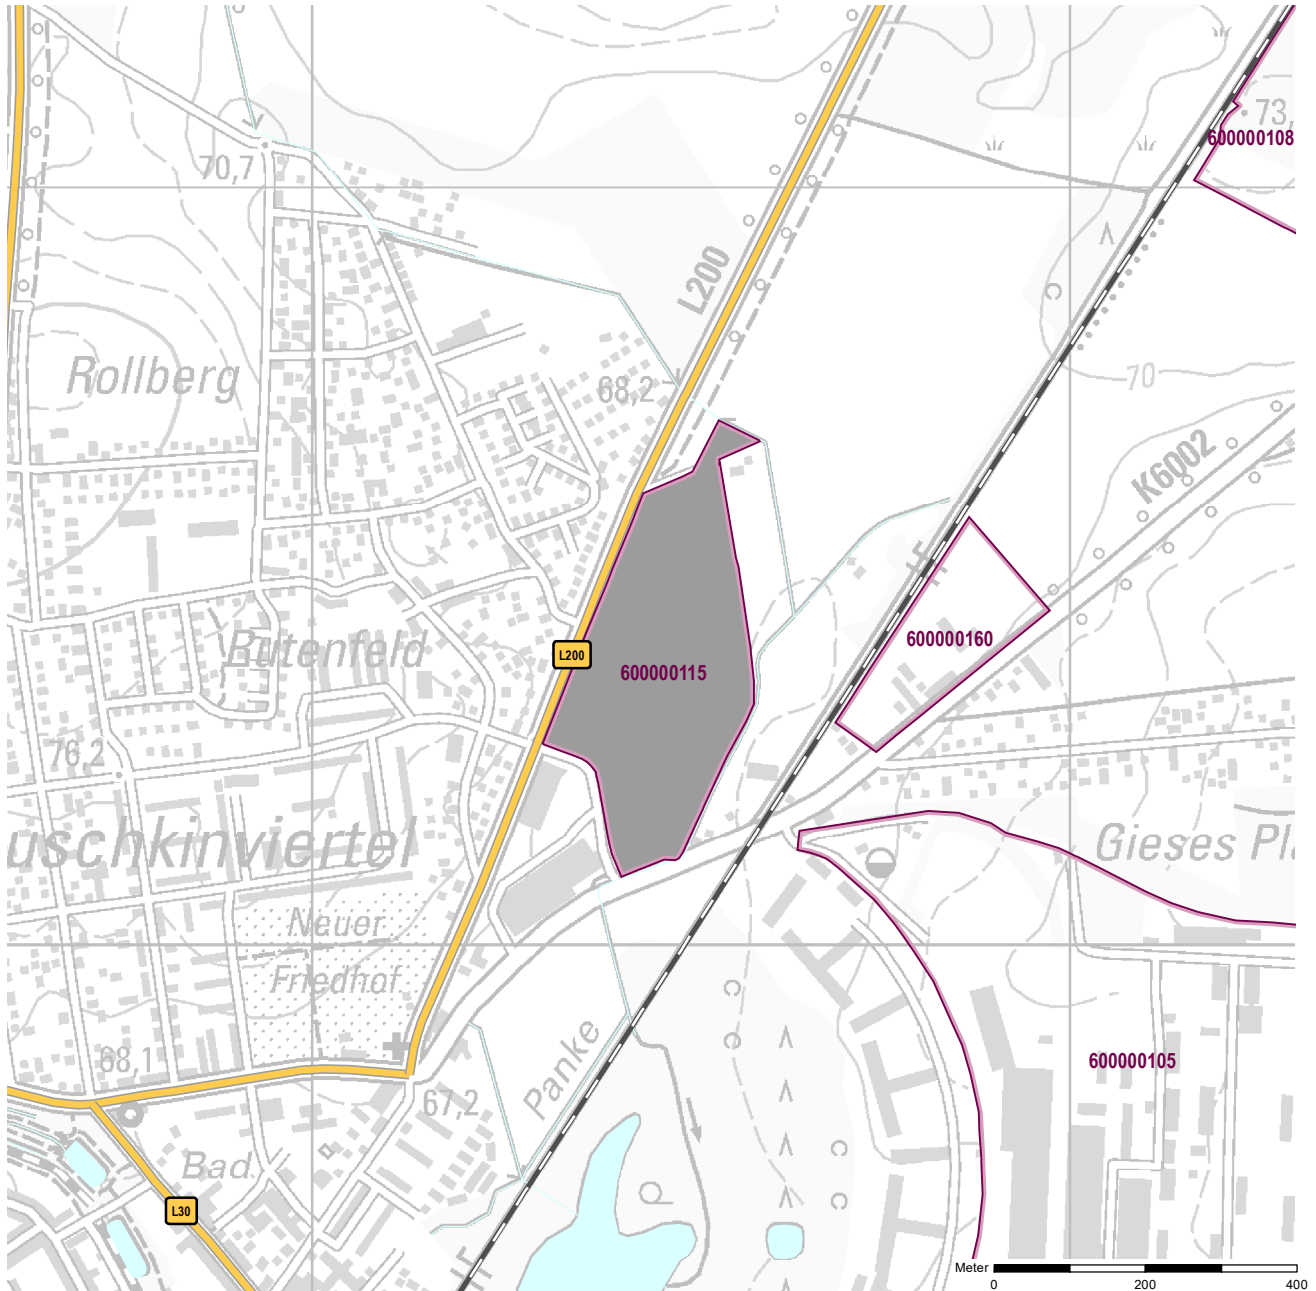 73,
600000108
70,7
L200
Rollberg
68,2
70
K6002
Butenfeld
L200
600000115
600000160
76,2
uschkinviertel
Gieses Pl
Neuer
Friedhof
68,1
67,2
Panke
600000105
Bad
L30
Meter
0 200 400